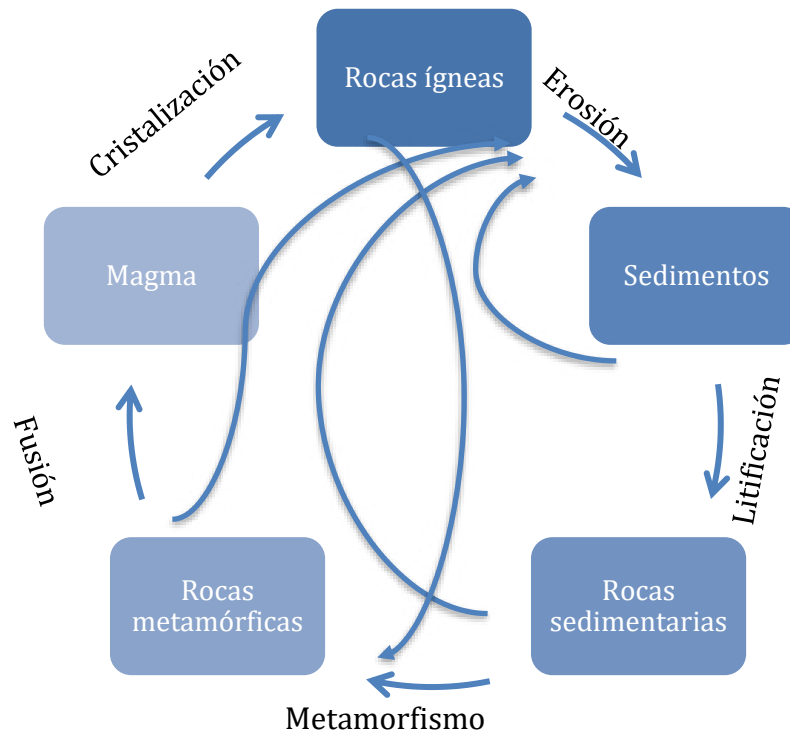 Rocas ígneas
Erosión
Cristalización
Magma
Sedimentos
Fusión
Litificación
Rocas
metamórficas
Rocas
sedimentarias
Metamorfismo